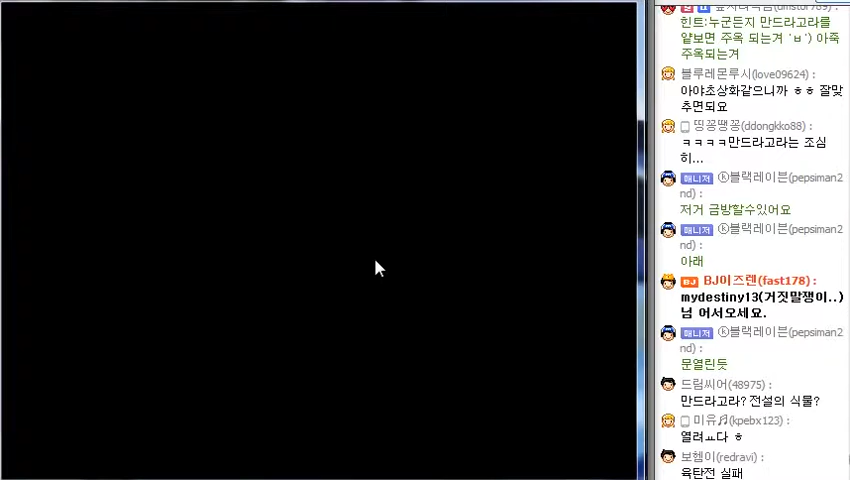 힌트:누군든지 만드라고라를
얕보면 주옥 되는겨 'ㅂ') 아죽
주옥되는겨
블루레몬루시(love09624) :
아야초상화같으니까 ㅎㅎ 잘맞
추면되요
띵꽁땡꽁(ddongkko88) :
ㅋㅋㅋㅋ만드라고라는 조심
히...
매니저 ⓚ블랙레이븐(pepsiman2
nd) :
저거 금방할수있어요
매니저 ⓚ블랙레이븐(pepsiman2
nd) :
아래
BJ BJ이즈렌(fast178) :
mydestiny13(거짓말쟁이..)
님 어서오세요.
매니저 ⓚ블랙레이븐(pepsiman2
nd) :
문열린듯
드럼씨어(48975) :
만드라고라? 전설의 식물?
미유♬(kpebx123) :
열려ㅛ다 ㅎ
보헴이(redravi) :
육탄전 실패